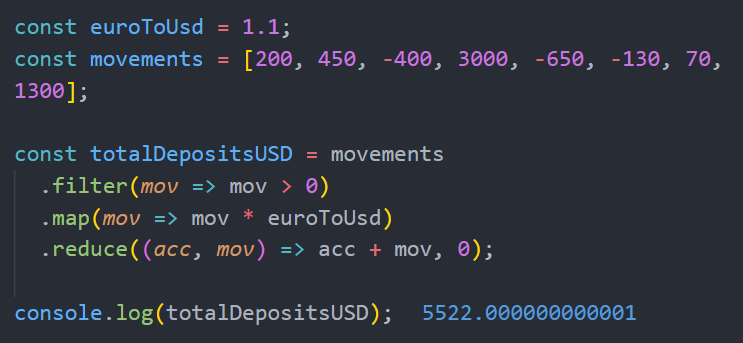 const euroToUsd = 1.1;
const movements = [200, 450, -400, 3000, -650, -130, 70,
1300];
const totalDepositsUSD = movements
.filter(mov => mov > 0)
.map(mov => mov * euroToUsd)
.reduce((acc, mov) => acc + mov, 0);
console.log(totalDepositsUSD); 5522.000000000001